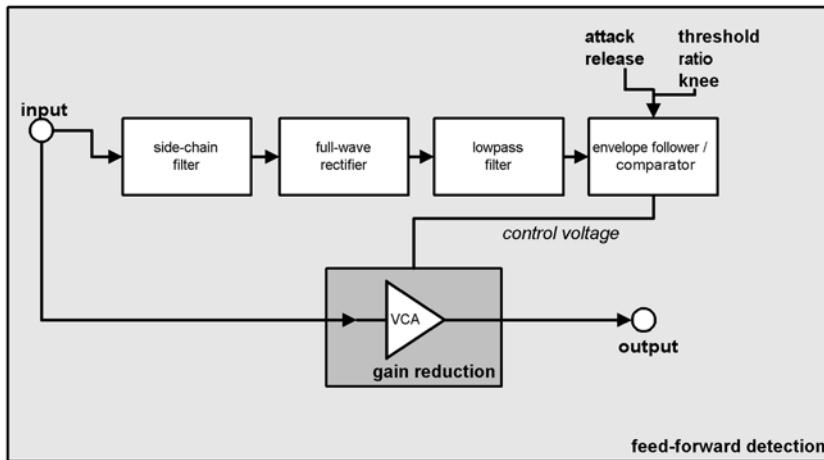 attack
release
threshold
ratio
knee
input
side-chain
filter
full-wave
rectifier
lowpass
filter
envelope follower /
comparator
control voltage
VCA
gain reduction
output
feed-forward detection